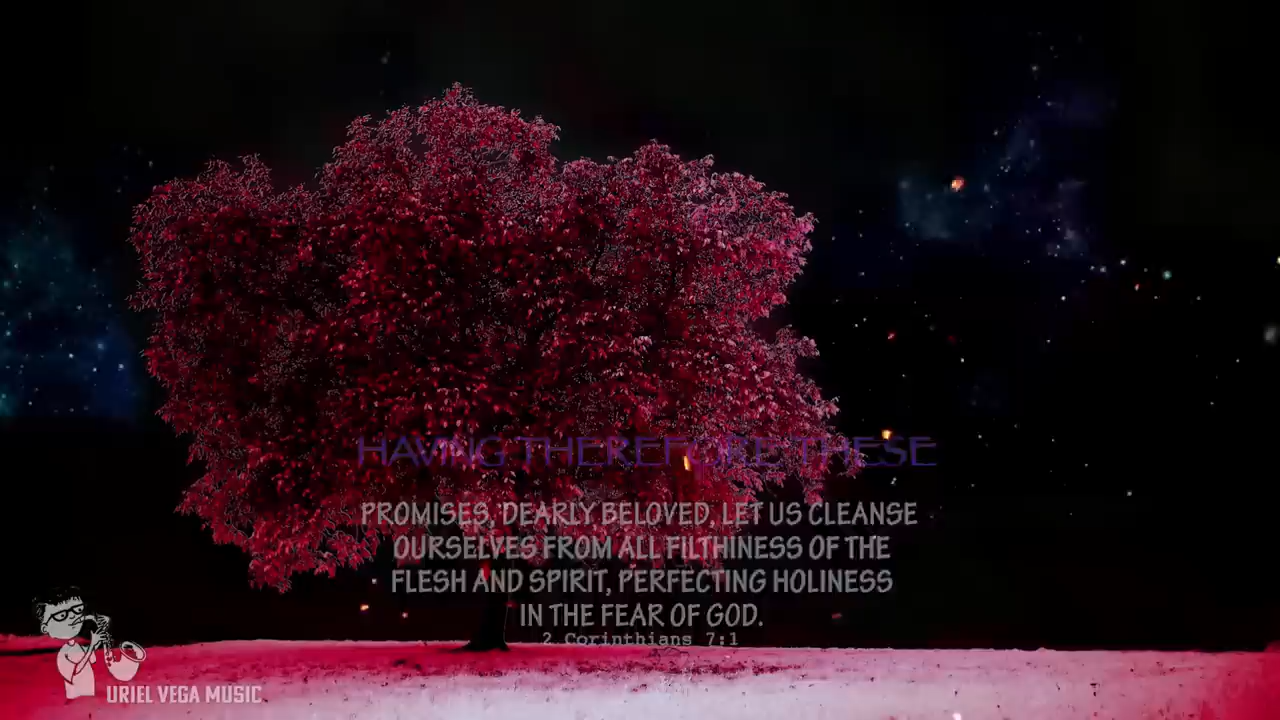 HAVING THEREFORE THESE
PROMISES, DEARLY BELOVED, LET US CLEANSE
OURSELVES FROM ALL FILTHINESS OF THE
FLESH AND SPIRIT, PERFECTING HOLINESS
IN THE FEAR OF GOD.
2 Corinthians 7:1
URIEL VEGA MUSIC